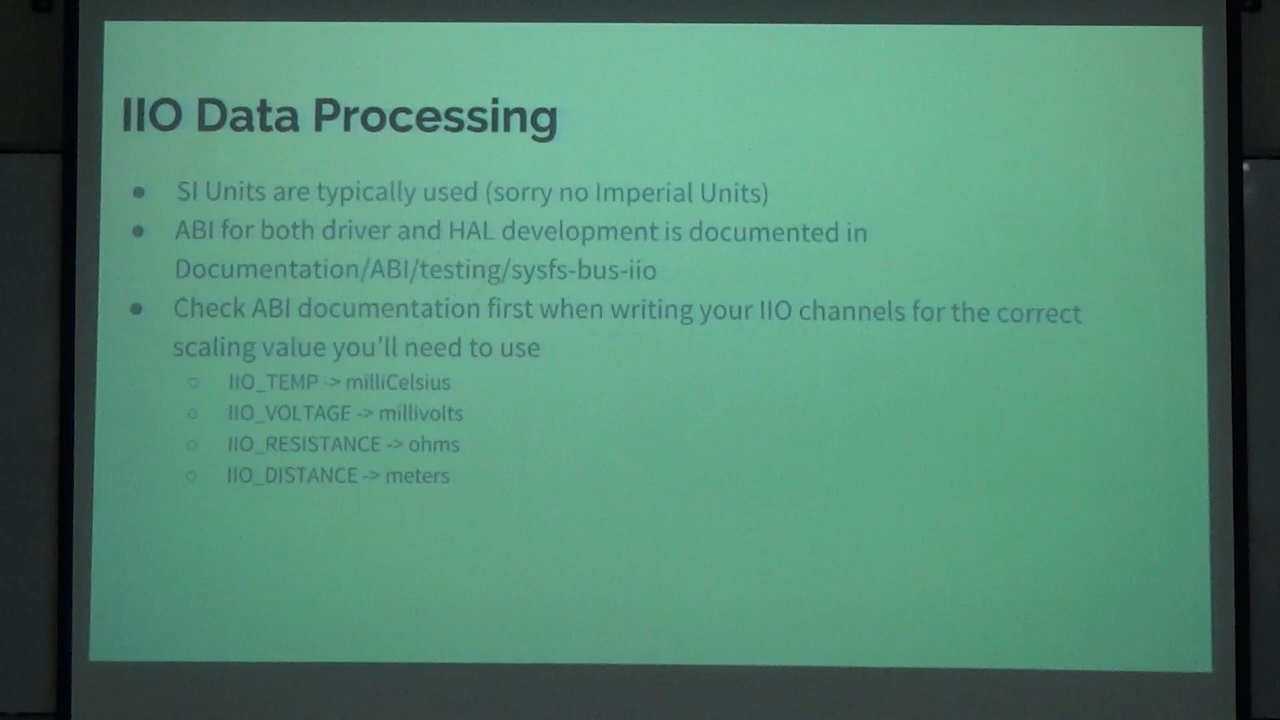 IIO Data Processing
● SI Units are typically used (sorry no Imperial Units)
● ABI for both driver and HAL development is documented in
Documentation/ABI/testing/sysfs-bus-iio
● Check ABI documentation first when writing your IIO channels for the correct
scaling value you'll need to use
○ IIO_TEMP -> milliCelsius
○ IIO_VOLTAGE -> millivolts
○ IIO_RESISTANCE -> ohms
○ IIO_DISTANCE -> meters